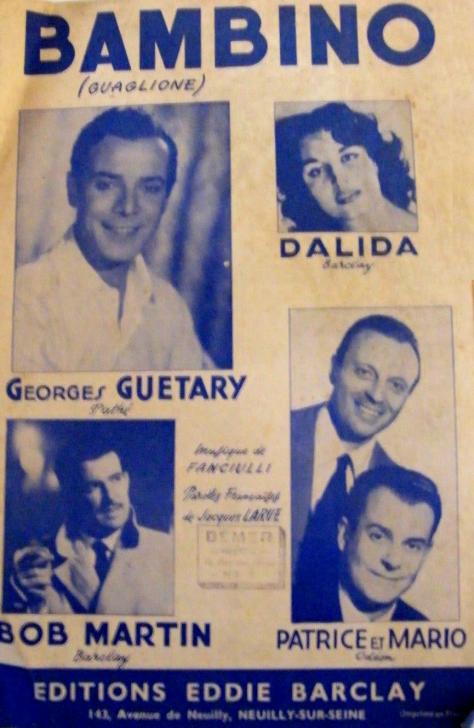 BAMBINO
(GUAGLIONE)
DALIDA
Barclay
GEORGES GUETARY
Pathé
musique de
FANCIULLI
Paroles Françaises
de Jacques LARUE
BEMER
BOB MARTIN
Barclay
PATRICE ET MARIO
Odéon
EDITIONS EDDIE BARCLAY
143, Avenue de Neuilly, NEUILLY-SUR-SEINE